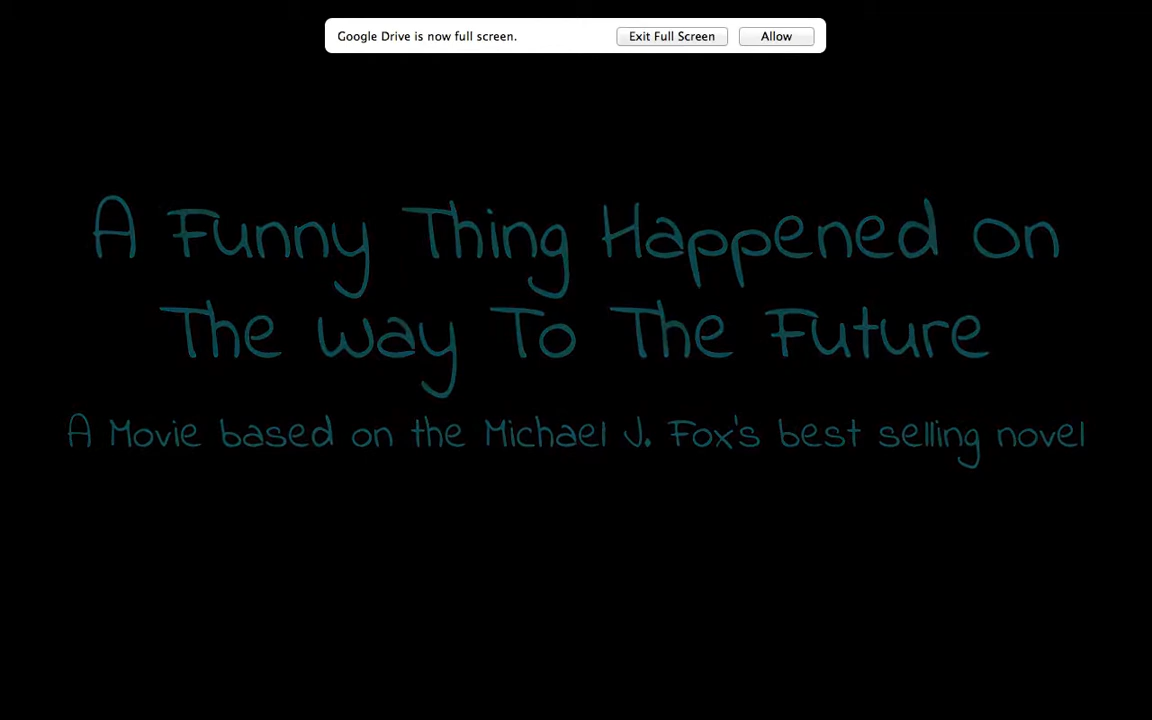 Google Drive is now full screen. Exit Full Screen Allow
A Funny Thing Happened on
The Way To The Future
A Movie based on the Michael J. Fox's best selling novel